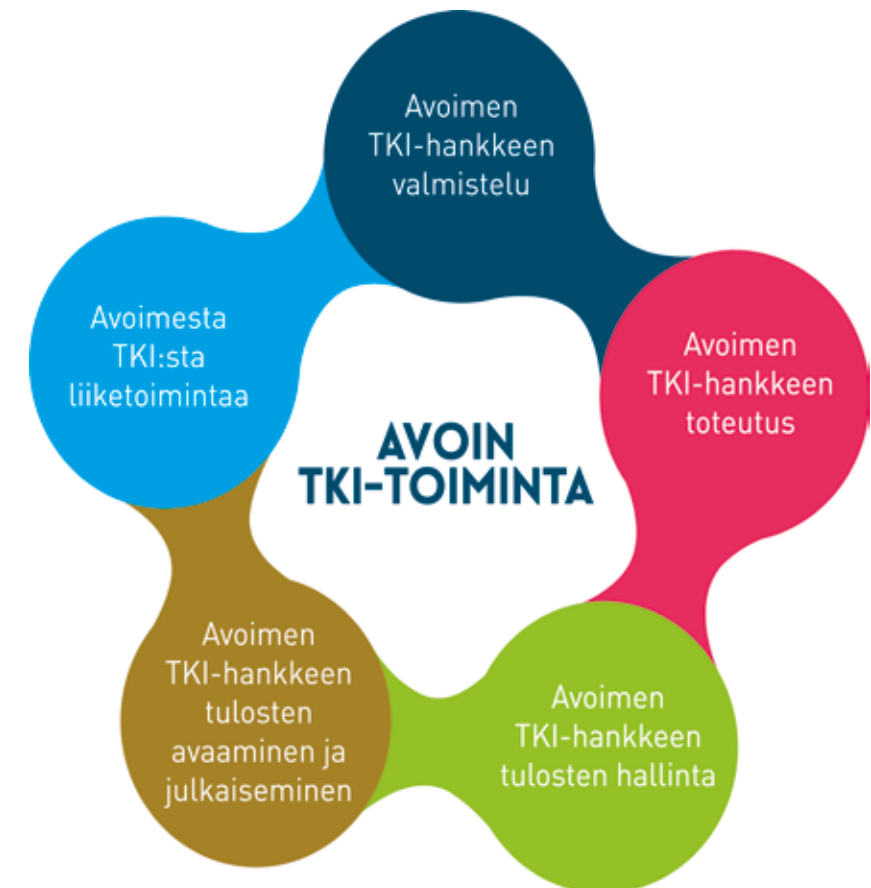 Avoimen
TKI-hankkeen
valmistelu
Avoimen
TKI-hankkeen
toteutus
Avoimen
TKI-hankkeen
tulosten hallinta
Avoimen
TKI-hankkeen
tulosten
avaaminen ja
julkaiseminen
Avoimesta
TKI:sta
liiketoimintaa
AVOIN
TKI-TOIMINTA